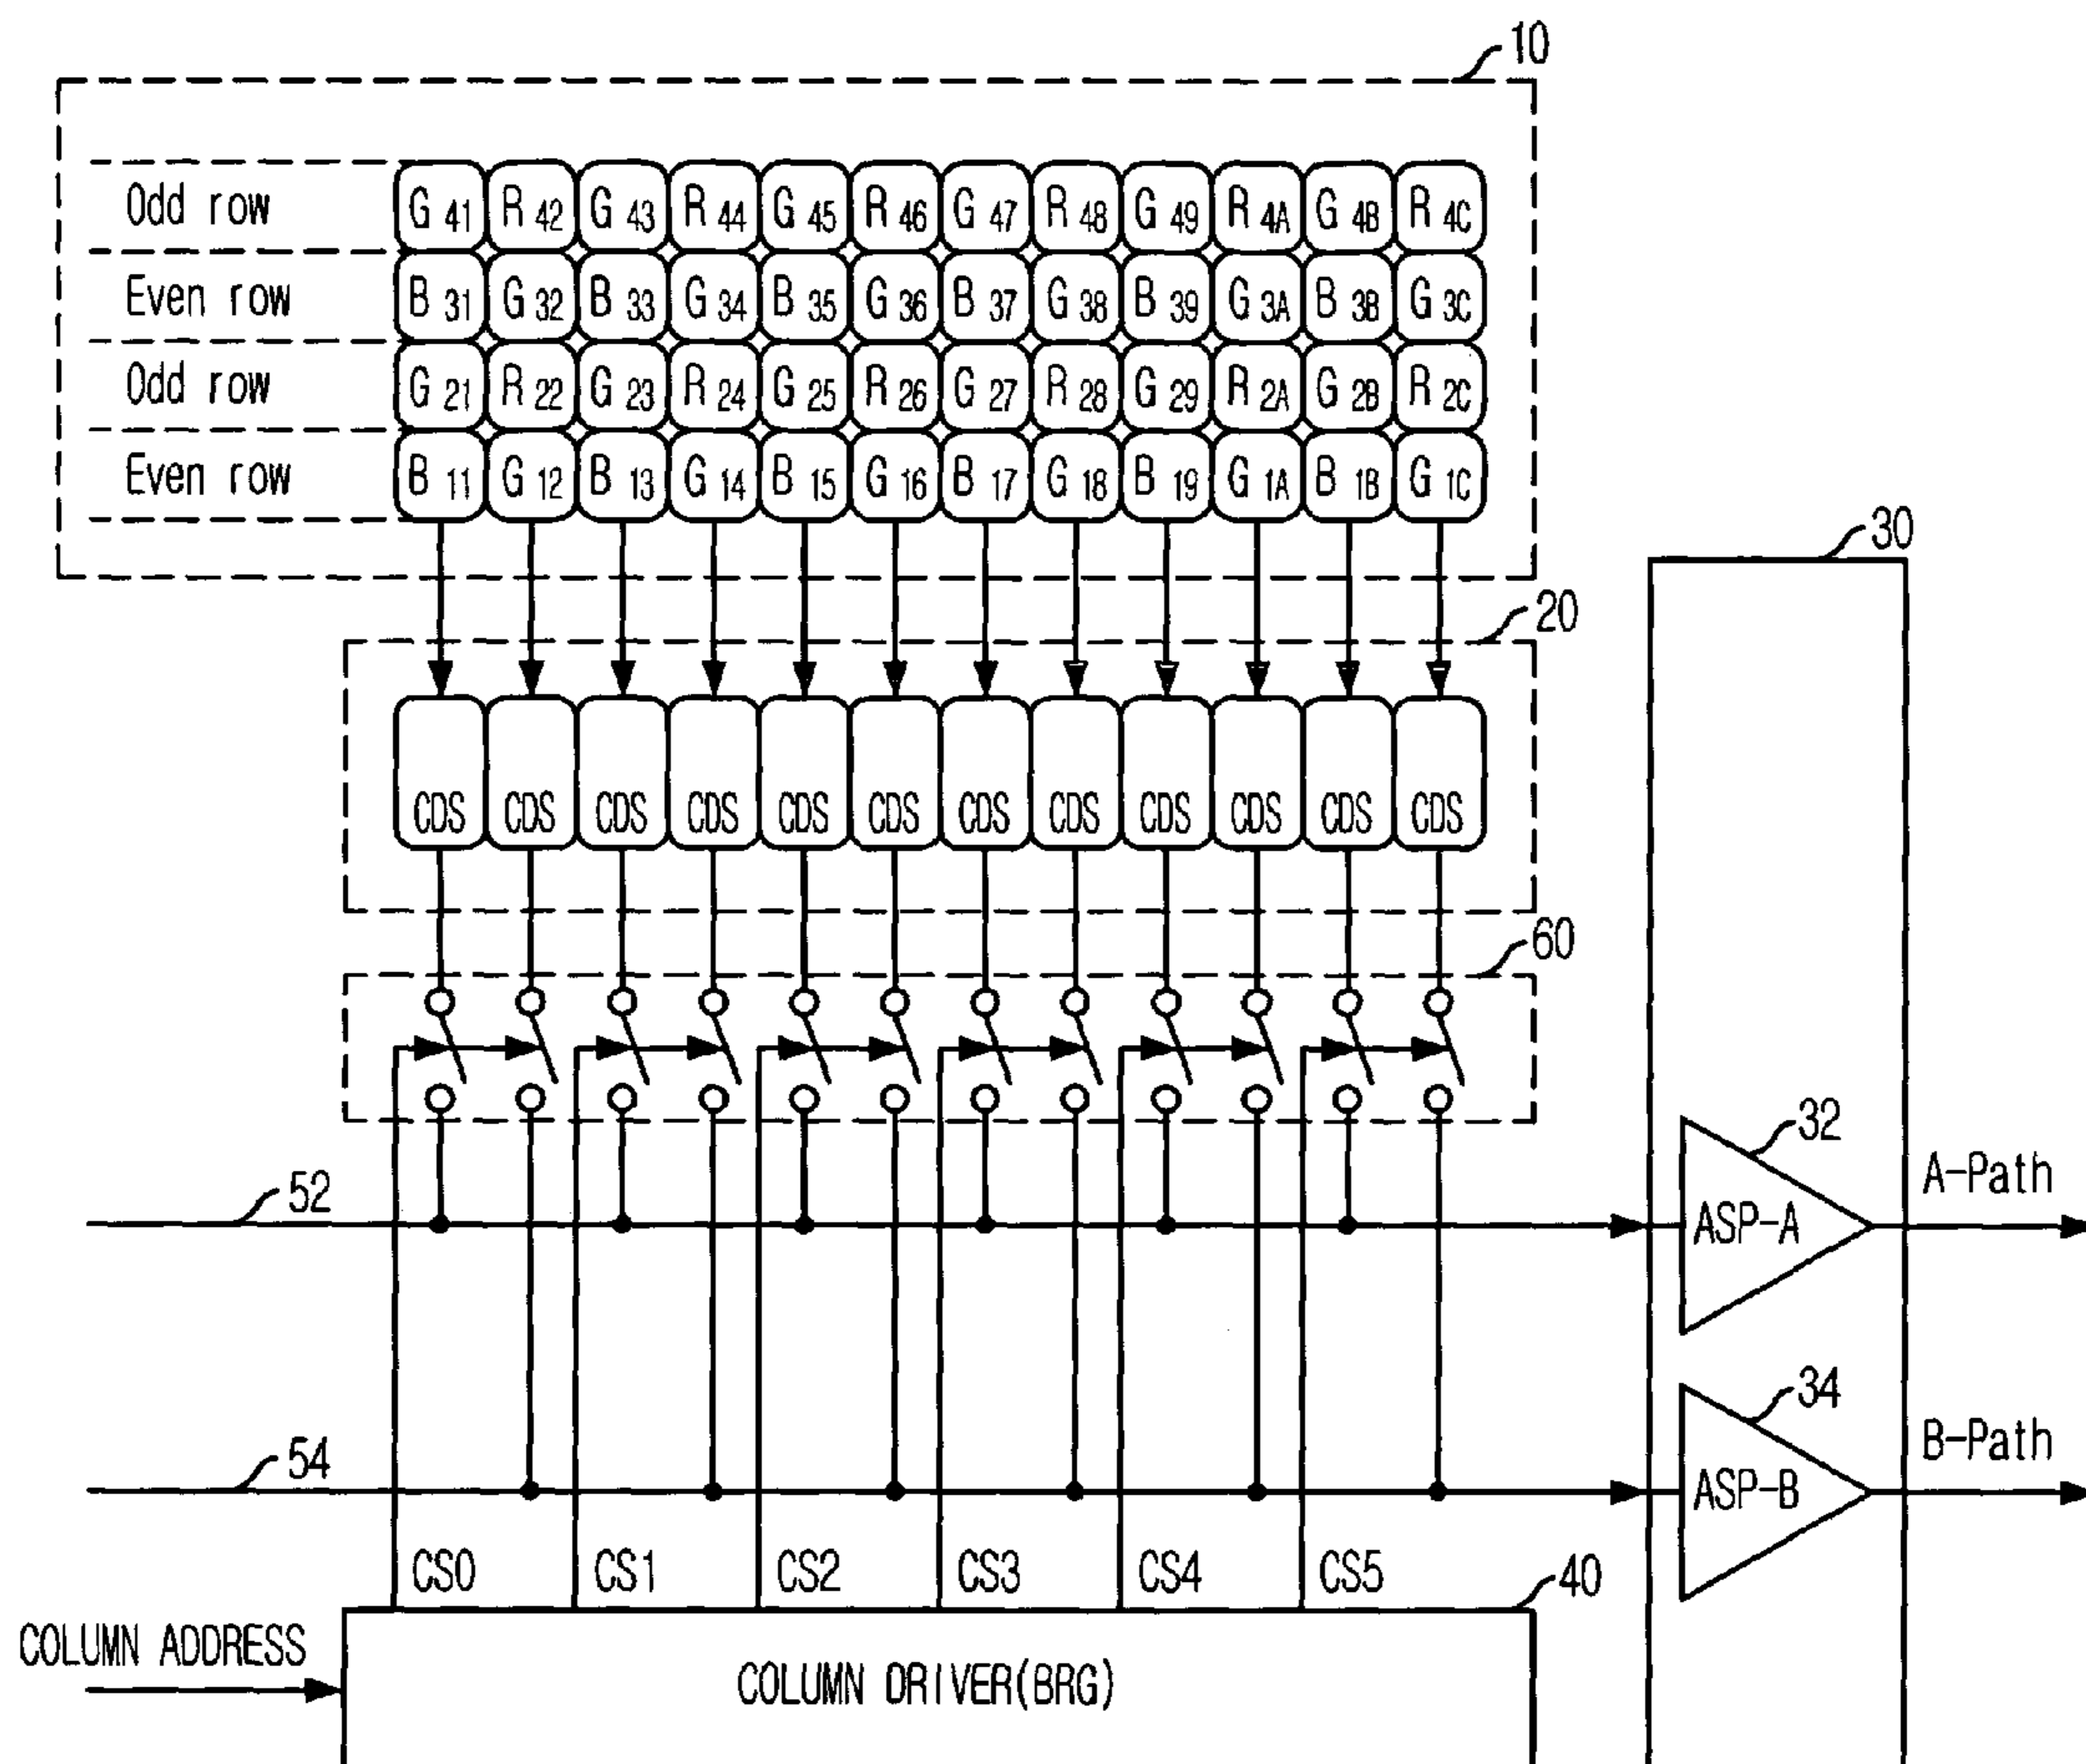 10
Odd row G 41 R 42 G 43 R 44 G 45 R 46 G 47 R 48 G 49 R 4A G 4B R 4C
Even row B 31 G 32 B 33 G 34 B 35 G 36 B 37 G 38 B 39 G 3A B 3B G 3C
Odd row G 21 R 22 G 23 R 24 G 25 R 26 G 27 R 28 G 29 R 2A G 2B R 2C
Even row B 11 G 12 B 13 G 14 B 15 G 16 B 17 G 18 B 19 G 1A B 1B G 1C
30
20
CDS CDS CDS CDS CDS CDS CDS CDS CDS CDS CDS CDS
60
32
52
A-Path
ASP-A
34
54
B-Path
ASP-B
CS0 CS1 CS2 CS3 CS4 CS5
40
COLUMN ADDRESS
COLUMN DRIVER(BRG)